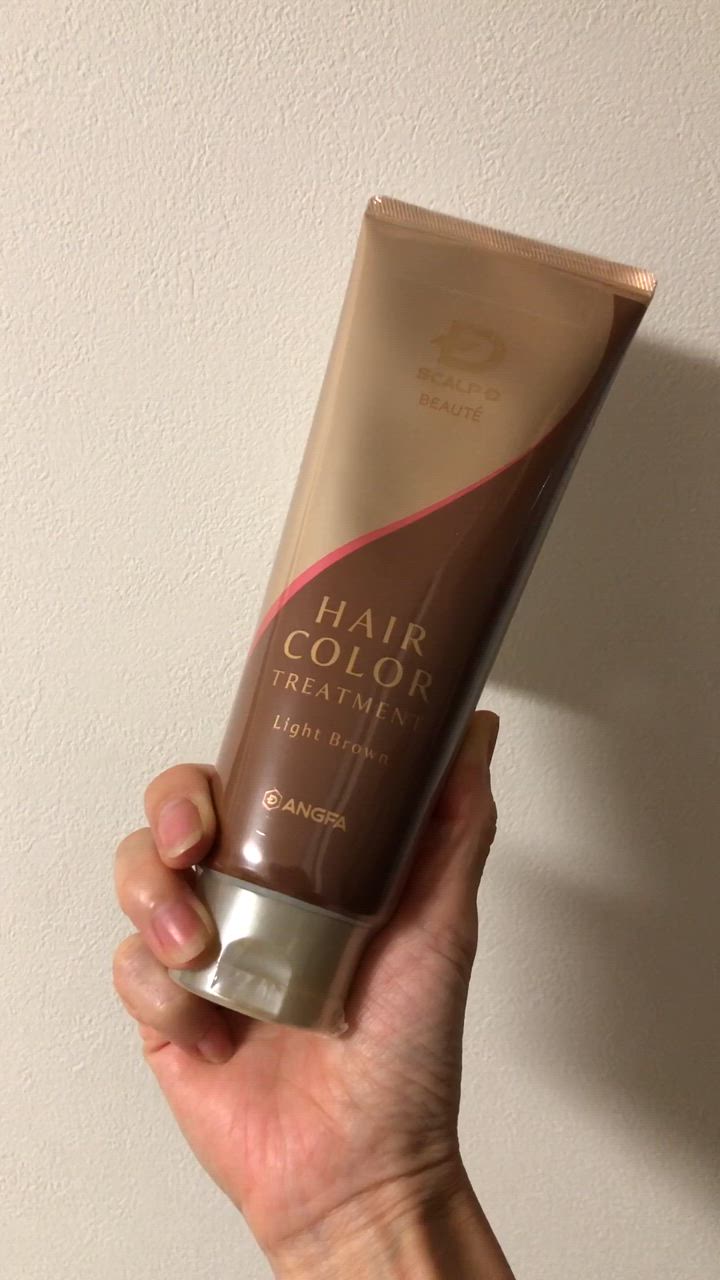 SCALP D
BEAUTÉ
HAIR
COLOR
TREATMENT
Light Brown
ANGFA